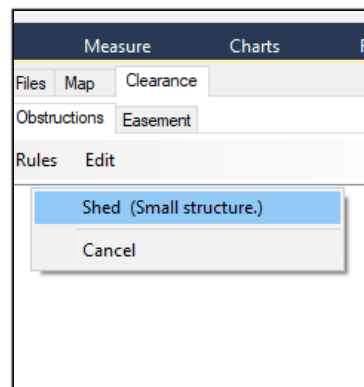 Measure Charts
Files Map Clearance
Obstructions Easement
Rules Edit
Shed (Small structure.)
Cancel